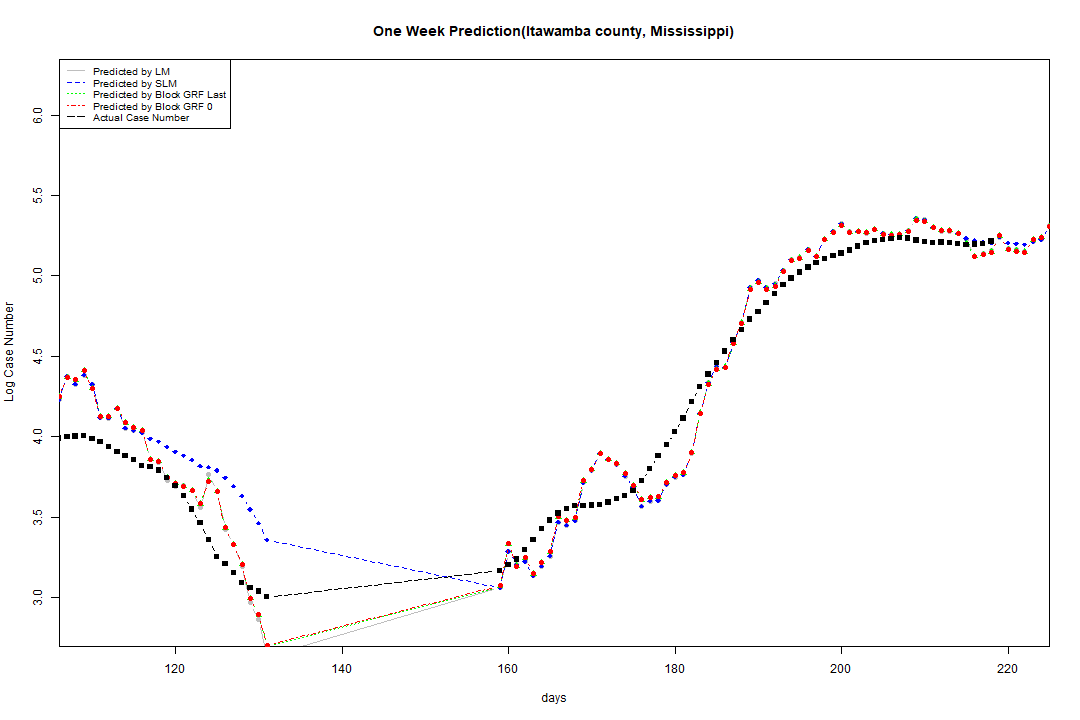 One Week Prediction(Itawamba county, Mississippi)
Predicted by LM
Predicted by SLM
Predicted by Block GRF Last
Predicted by Block GRF 0
Actual Case Number
6.0
5.5
5.0
4.5
4.0
3.5
3.0
Log Case Number
120 140 160 180 200 220
days